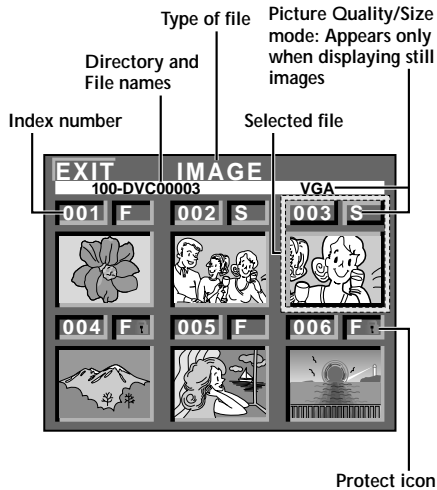 Type of file
Picture Quality/Size
mode: Appears only
when displaying still
images
Directory and
File names
Index number
Selected file
EXIT IMAGE
100-DVC00003 VGA
001 F 002 S 003 S
004 F 005 F 006 F
Protect icon